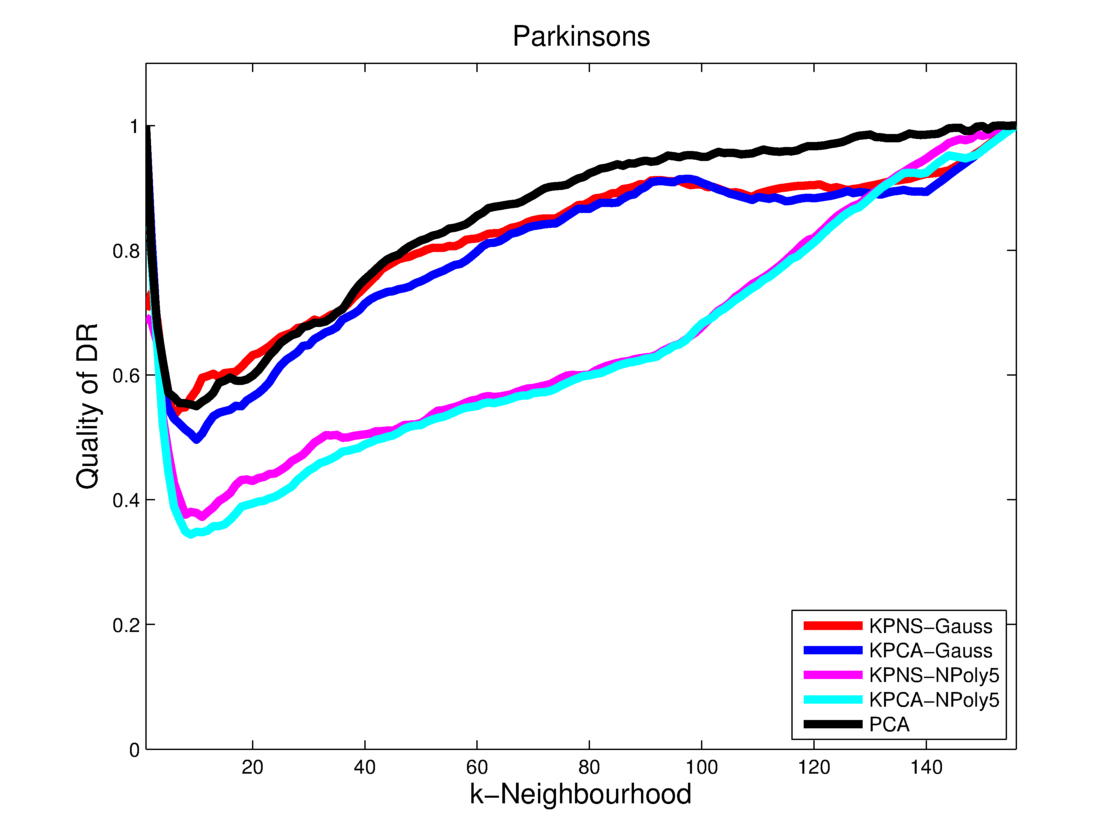 Parkinsons
Quality of DR
1
0.8
0.6
0.4
0.2
0
20 40 60 80 100 120 140
k−Neighbourhood
KPNS−Gauss
KPCA−Gauss
KPNS−NPoly5
KPCA−NPoly5
PCA